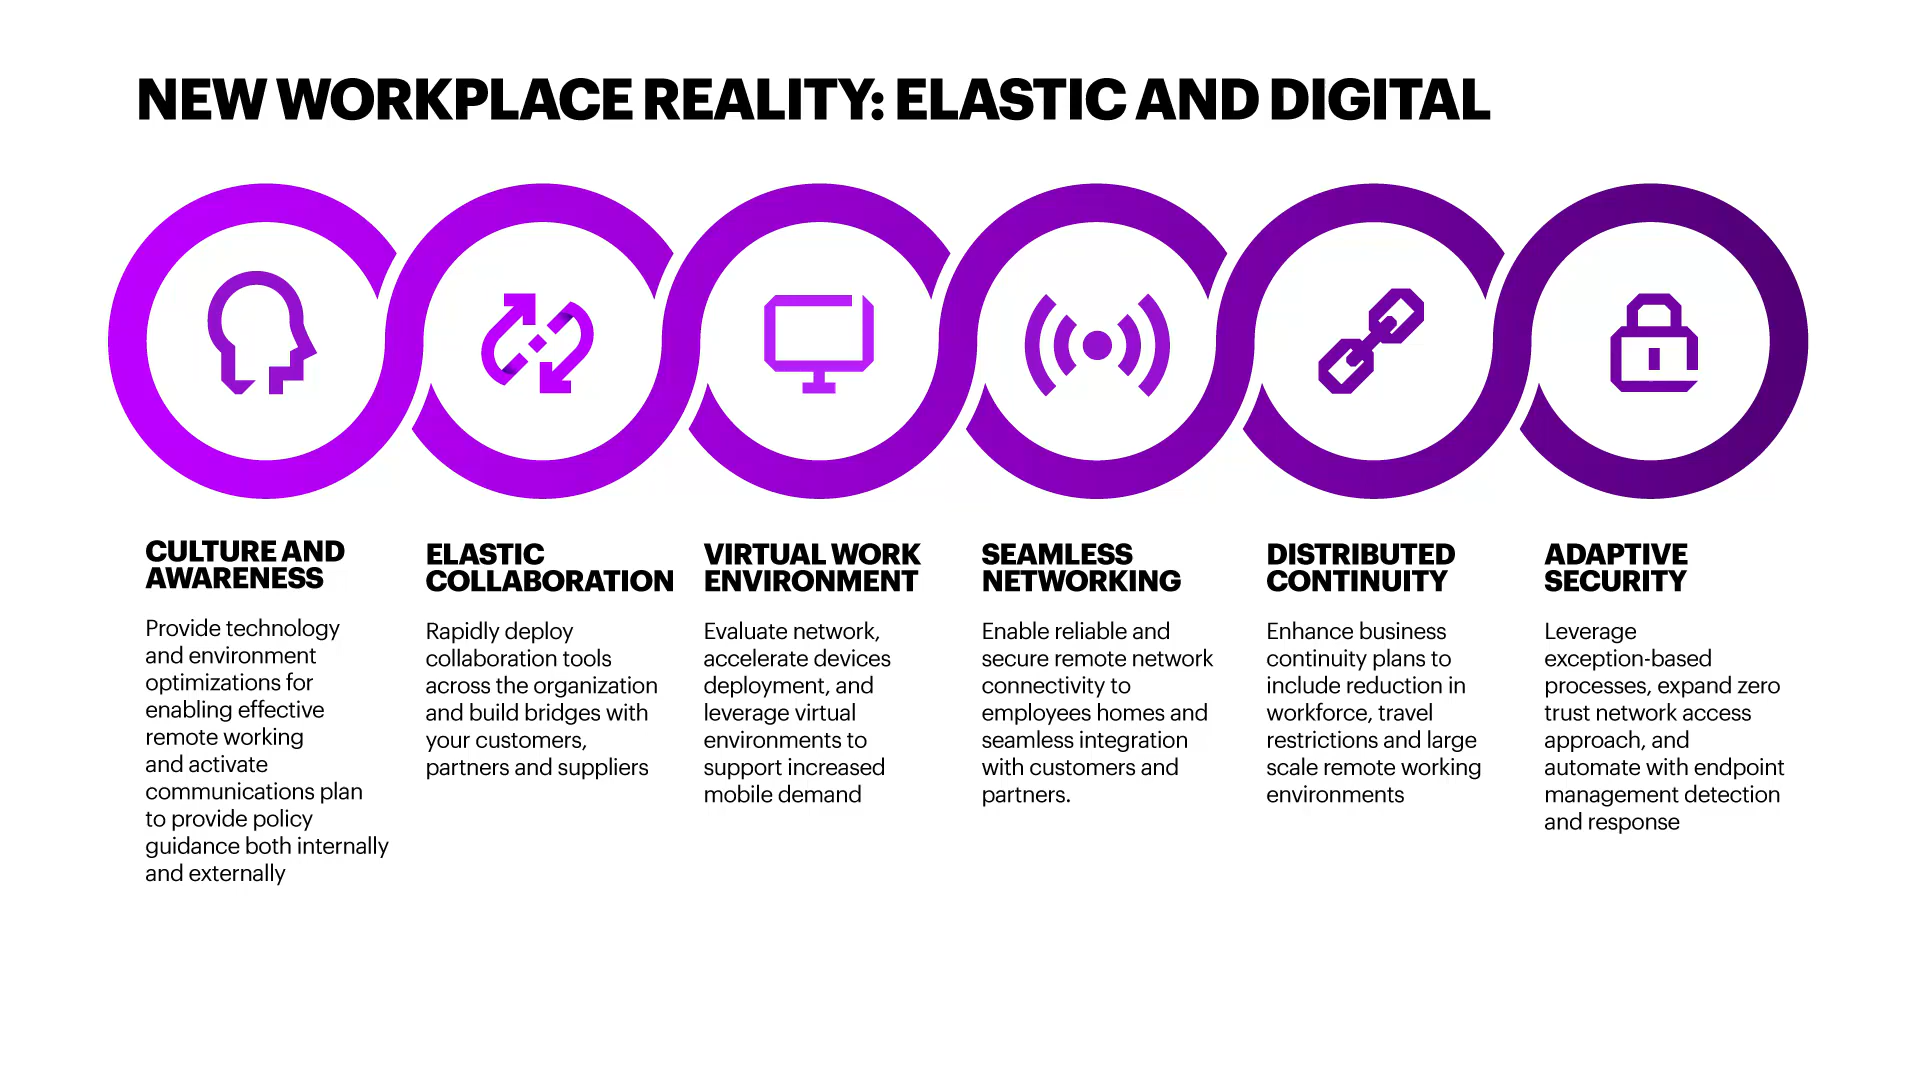 NEW WORKPLACE REALITY: ELASTIC AND DIGITAL
CULTURE AND
AWARENESS
Provide technology
and environment
optimizations for
enabling effective
remote working
and activate
communications plan
to provide policy
guidance both internally
and externally
ELASTIC
COLLABORATION
Rapidly deploy
collaboration tools
across the organization
and build bridges with
your customers,
partners and suppliers
VIRTUAL WORK
ENVIRONMENT
Evaluate network,
accelerate devices
deployment, and
leverage virtual
environments to
support increased
mobile demand
SEAMLESS
NETWORKING
Enable reliable and
secure remote network
connectivity to
employees homes and
seamless integration
with customers and
partners.
DISTRIBUTED
CONTINUITY
Enhance business
continuity plans to
include reduction in
workforce, travel
restrictions and large
scale remote working
environments
ADAPTIVE
SECURITY
Leverage
exception-based
processes, expand zero
trust network access
approach, and
automate with endpoint
management detection
and response